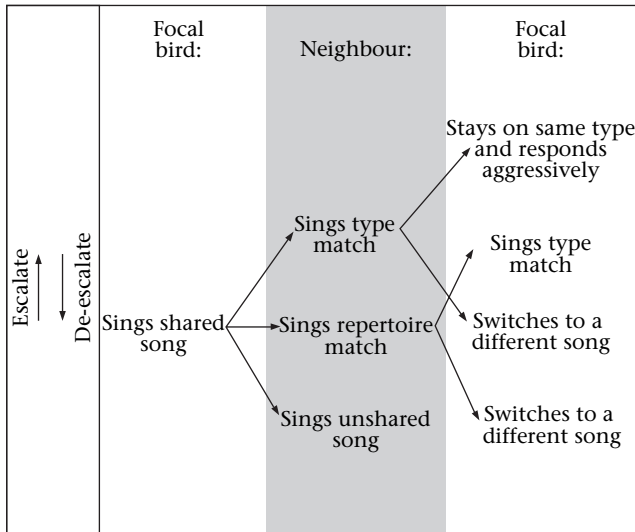 Focal
bird:
Neighbour:
Focal
bird:
Escalate
De-escalate
Sings shared
song
Sings type
match
Sings repertoire
match
Sings unshared
song
Stays on same type
and responds
aggressively
Sings type
match
Switches to a
different song
Switches to a
different song